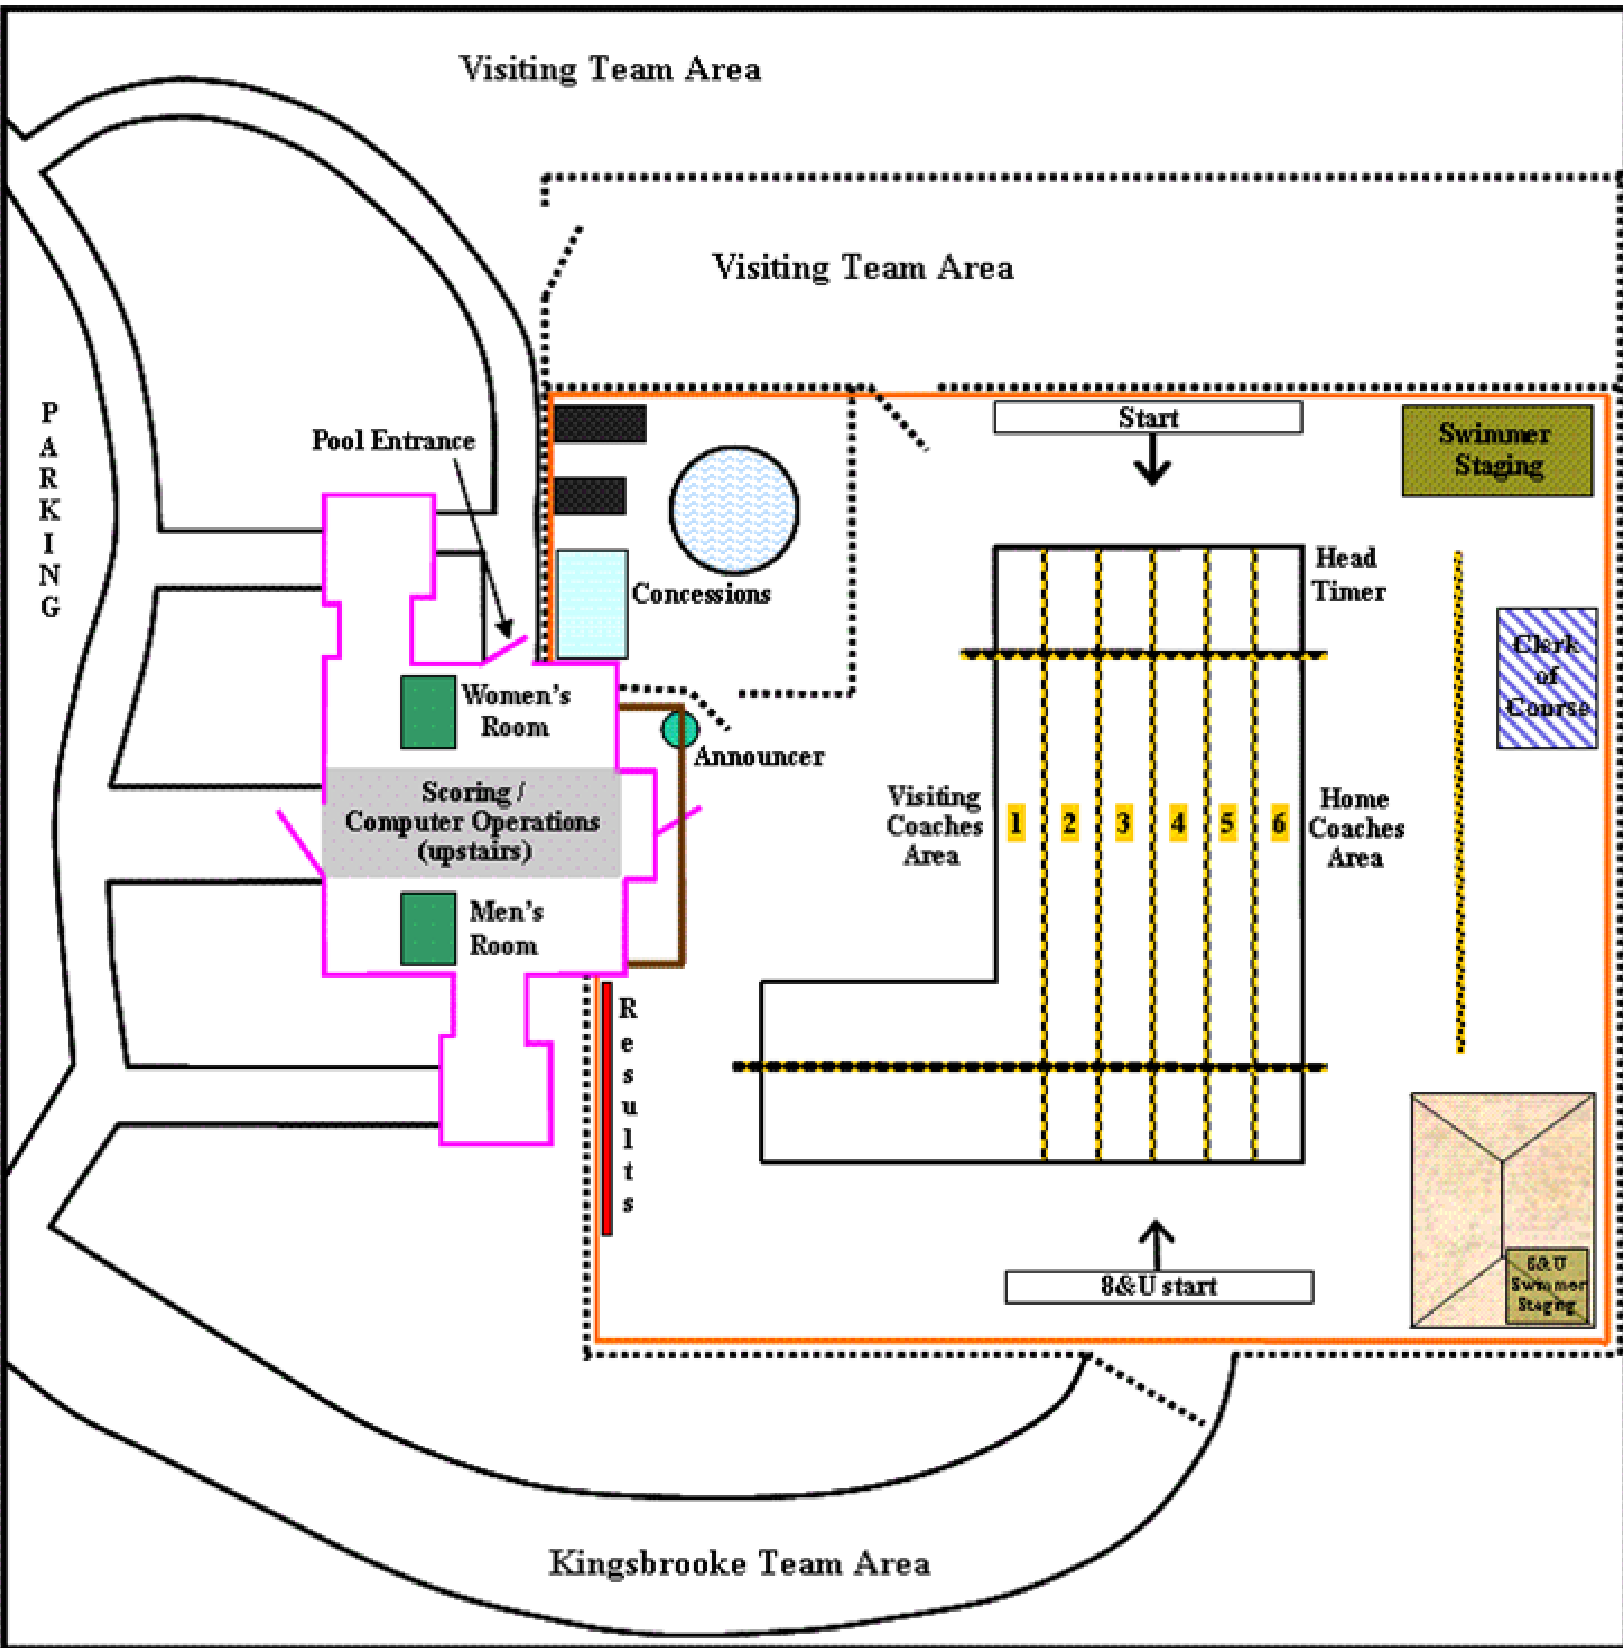 Visiting Team Area
Visiting Team Area
PARKING
Pool Entrance
Start
Swimmer
Staging
Concessions
Head
Timer
Clerk
of
Course
Women's
Room
Announcer
Scoring /
Computer Operations
(upstairs)
Visiting
Coaches
Area
1 2 3 4 5 6
Home
Coaches
Area
Men's
Room
Results
8&U start
8&U
Swimmer
Staging
Kingsbrooke Team Area